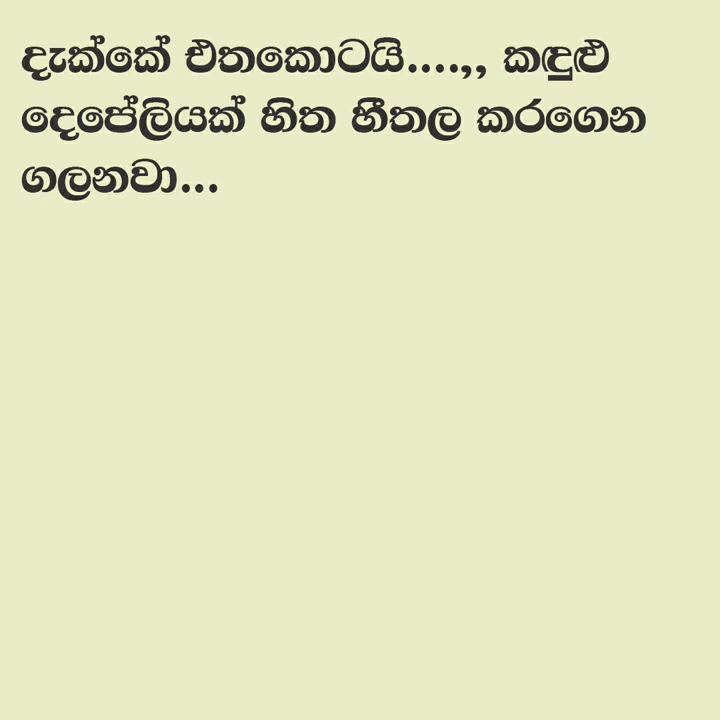 දැක්කේ එතකොටයි....,, කඳුළු
දෙපේලියක් හිත හීතල කරගෙන
ගලනවා...